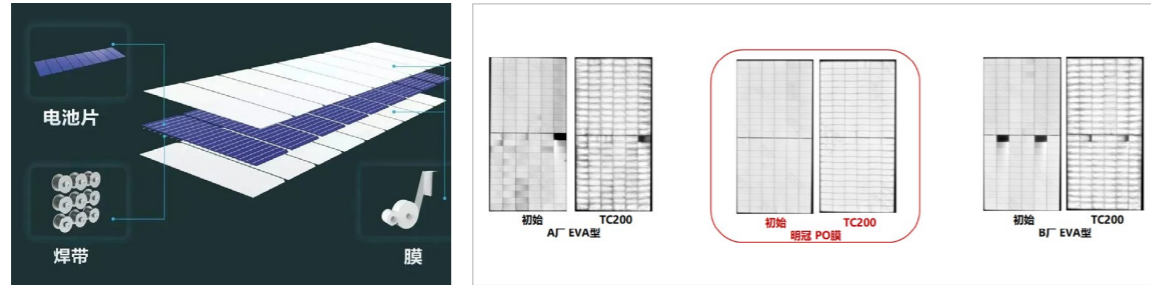 电池片
焊带
膜
初始 TC200
A厂 EVA型
初始 TC200
明冠 PO膜
初始 TC200
B厂 EVA型